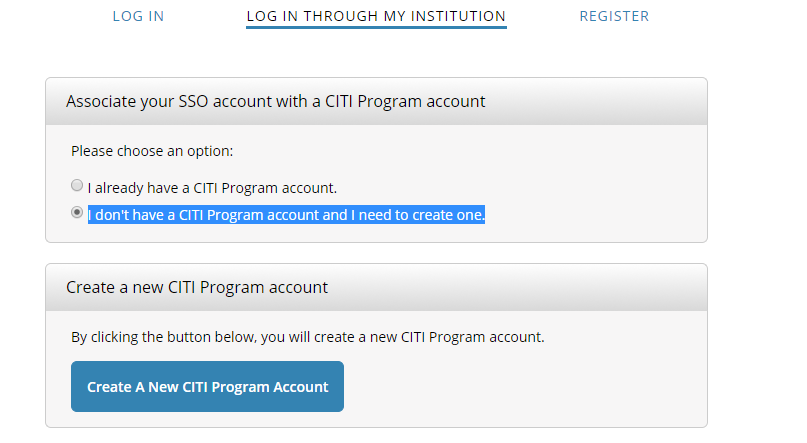 LOG IN
LOG IN THROUGH MY INSTITUTION
REGISTER
Associate your SSO account with a CITI Program account
Please choose an option:
I already have a CITI Program account.
I don't have a CITI Program account and I need to create one.
Create a new CITI Program account
By clicking the button below, you will create a new CITI Program account.
Create A New CITI Program Account